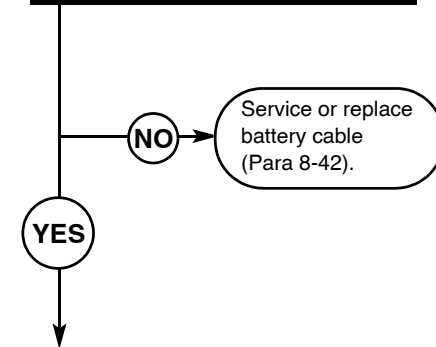 NO
Service or replace
battery cable
(Para 8-42).
YES